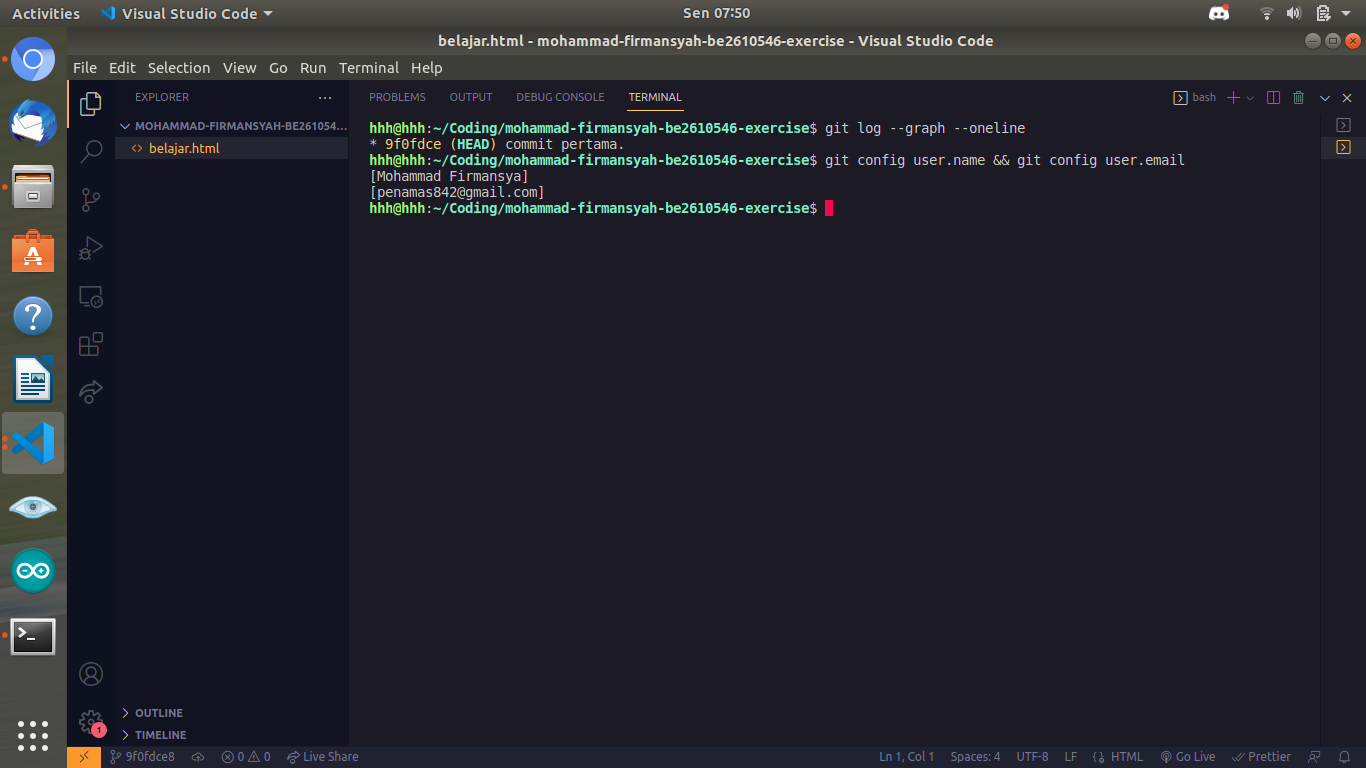 Activities Visual Studio Code Sen 07:50
belajar.html - mohammad-firmansyah-be2610546-exercise - Visual Studio Code
File Edit Selection View Go Run Terminal Help
EXPLORER ...
MOHAMMAD-FIRMANSYAH-BE261054...
<> belajar.html
PROBLEMS OUTPUT DEBUG CONSOLE TERMINAL
bash
hhh@hhh:~/Coding/mohammad-firmansyah-be2610546-exercise$ git log --graph --oneline
* 9f0fdce (HEAD) commit pertama.
hhh@hhh:~/Coding/mohammad-firmansyah-be2610546-exercise$ git config user.name && git config user.email
[Mohammad Firmansya]
[penamas842@gmail.com]
hhh@hhh:~/Coding/mohammad-firmansyah-be2610546-exercise$
OUTLINE
TIMELINE
1
9f0fdce8 0 0 Live Share Ln 1, Col 1 Spaces: 4 UTF-8 LF {} HTML Go Live Prettier